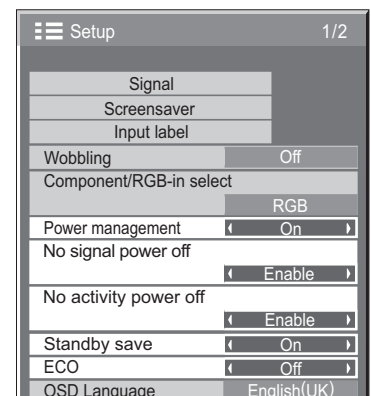 Setup 1/2
Signal
Screensaver
Input label
Wobbling Off
Component/RGB-in select
RGB
Power management On
No signal power off
Enable
No activity power off
Enable
Standby save On
ECO Off
OSD Language English(UK)